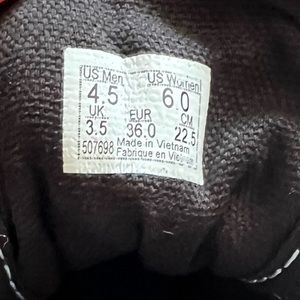 US Men US Women
4.5 6.0
UK EUR CM
3.5 36.0 22.5
507698 Made in Vietnam
Fabrique en Vietnam